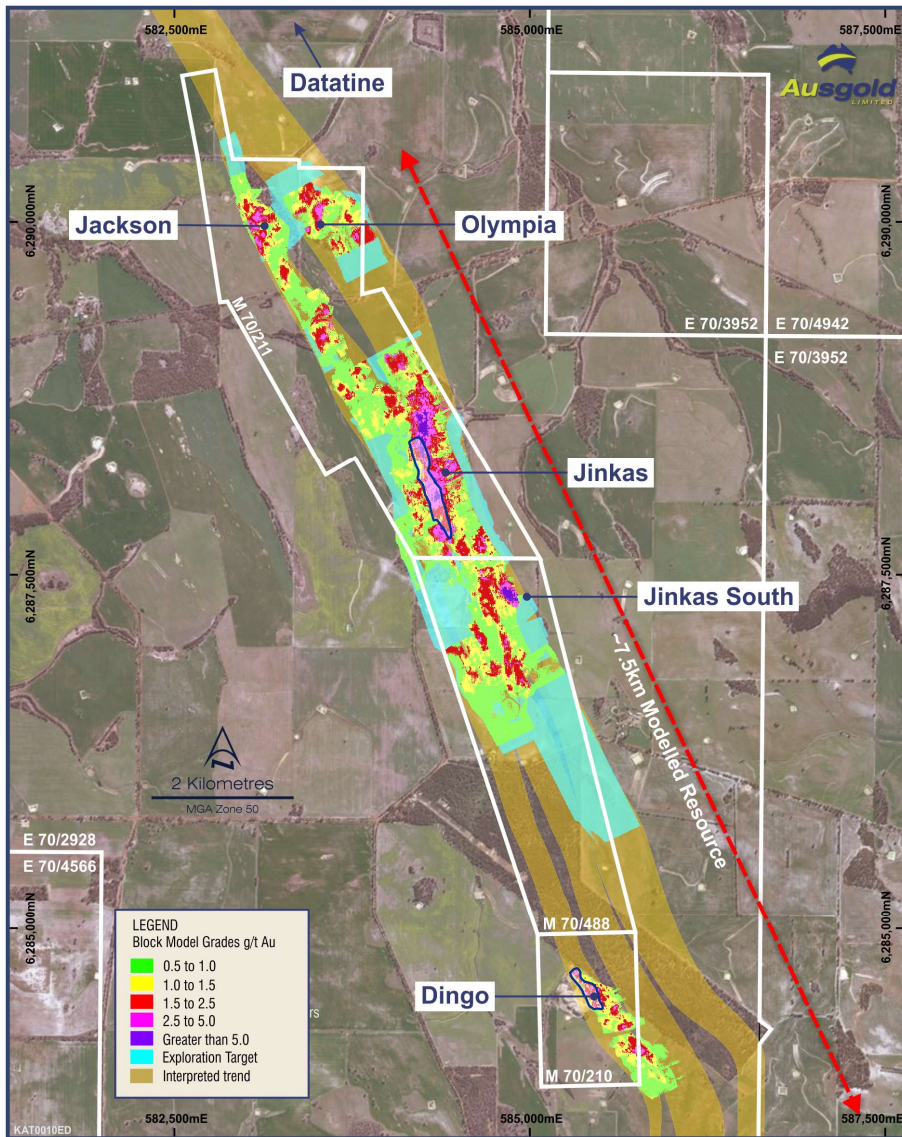 582,500mE
585,000mE
587,500mE
Datatine
Ausgold
LIMITED
6,290,000mN
6,290,000mN
Jackson
Olympia
M 70/211
E 70/3952
E 70/4942
E 70/3952
Jinkas
6,287,500mN
6,287,500mN
Jinkas South
~7.5km Modelled Resource
2 Kilometres
MGA Zone 50
E 70/2928
E 70/4566
6,285,000mN
6,285,000mN
M 70/488
LEGEND
Block Model Grades g/t Au
0.5 to 1.0
1.0 to 1.5
1.5 to 2.5
2.5 to 5.0
Greater than 5.0
Exploration Target
Interpreted trend
rs
Dingo
M 70/210
KAT0010ED
582,500mE
585,000mE
587,500mE